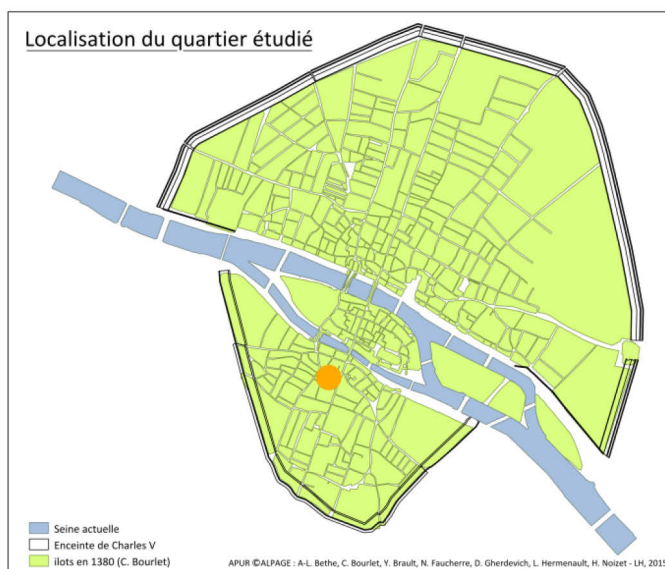 Localisation du quartier étudié
Seine actuelle
Enceinte de Charles V
ilots en 1380 (C. Bourlet)
APUR ©ALPAGE : A-L. Bethe, C. Bourlet, Y. Brault, N. Faucherre, D. Gherdevich, L. Hermenault, H. Noizet - LH, 2019